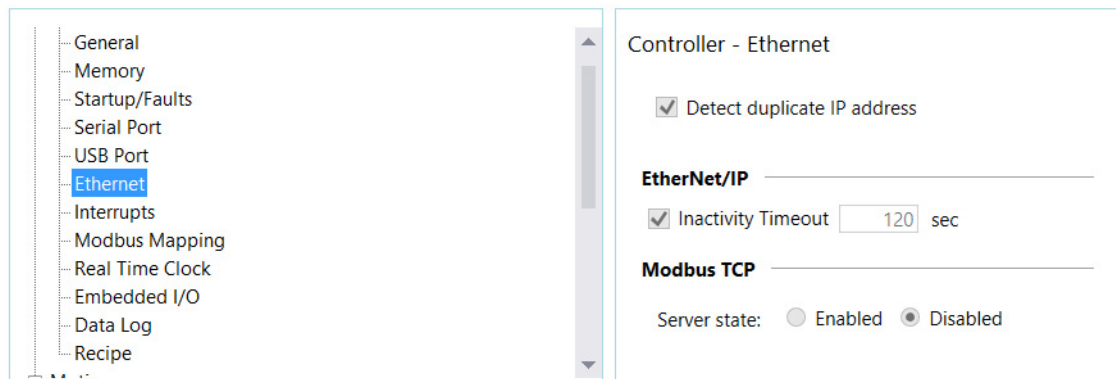 General
Memory
Startup/Faults
Serial Port
USB Port
Ethernet
Interrupts
Modbus Mapping
Real Time Clock
Embedded I/O
Data Log
Recipe
Controller - Ethernet
Detect duplicate IP address
EtherNet/IP
Inactivity Timeout 120 sec
Modbus TCP
Server state: Enabled Disabled